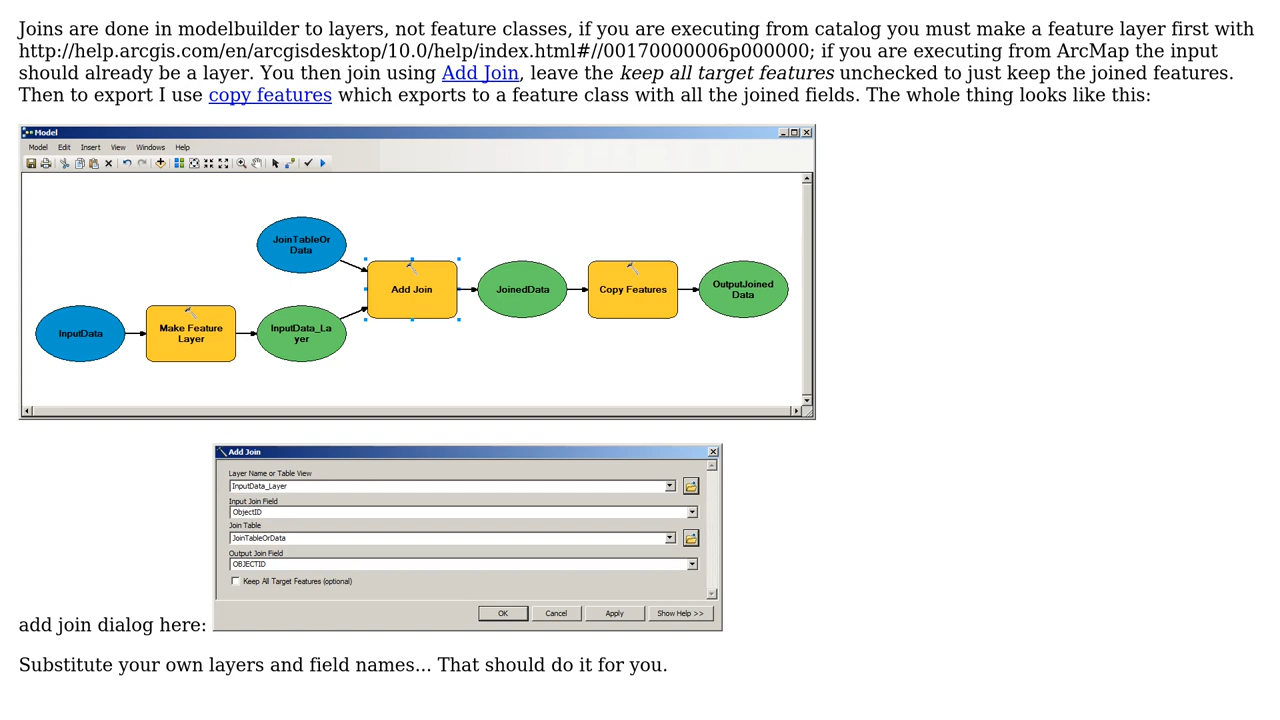 Joins are done in modelbuilder to layers, not feature classes, if you are executing from catalog you must make a feature layer first with
http://help.arcgis.com/en/arcgisdesktop/10.0/help/index.html#//00170000006p000000; if you are executing from ArcMap the input
should already be a layer. You then join using Add Join, leave the keep all target features unchecked to just keep the joined features.
Then to export I use copy features which exports to a feature class with all the joined fields. The whole thing looks like this:
Model
Model Edit Insert View Windows Help
JoinTableOr
Data
Add Join
JoinedData
Copy Features
OutputJoined
Data
InputData
Make Feature
Layer
InputData_La
yer
Add Join
Layer Name or Table View
InputData_Layer
Input Join Field
ObjectID
Join Table
JoinTableOrData
Output Join Field
OBJECTID
Keep All Target Features (optional)
OK Cancel Apply Show Help >>
add join dialog here:
Substitute your own layers and field names... That should do it for you.